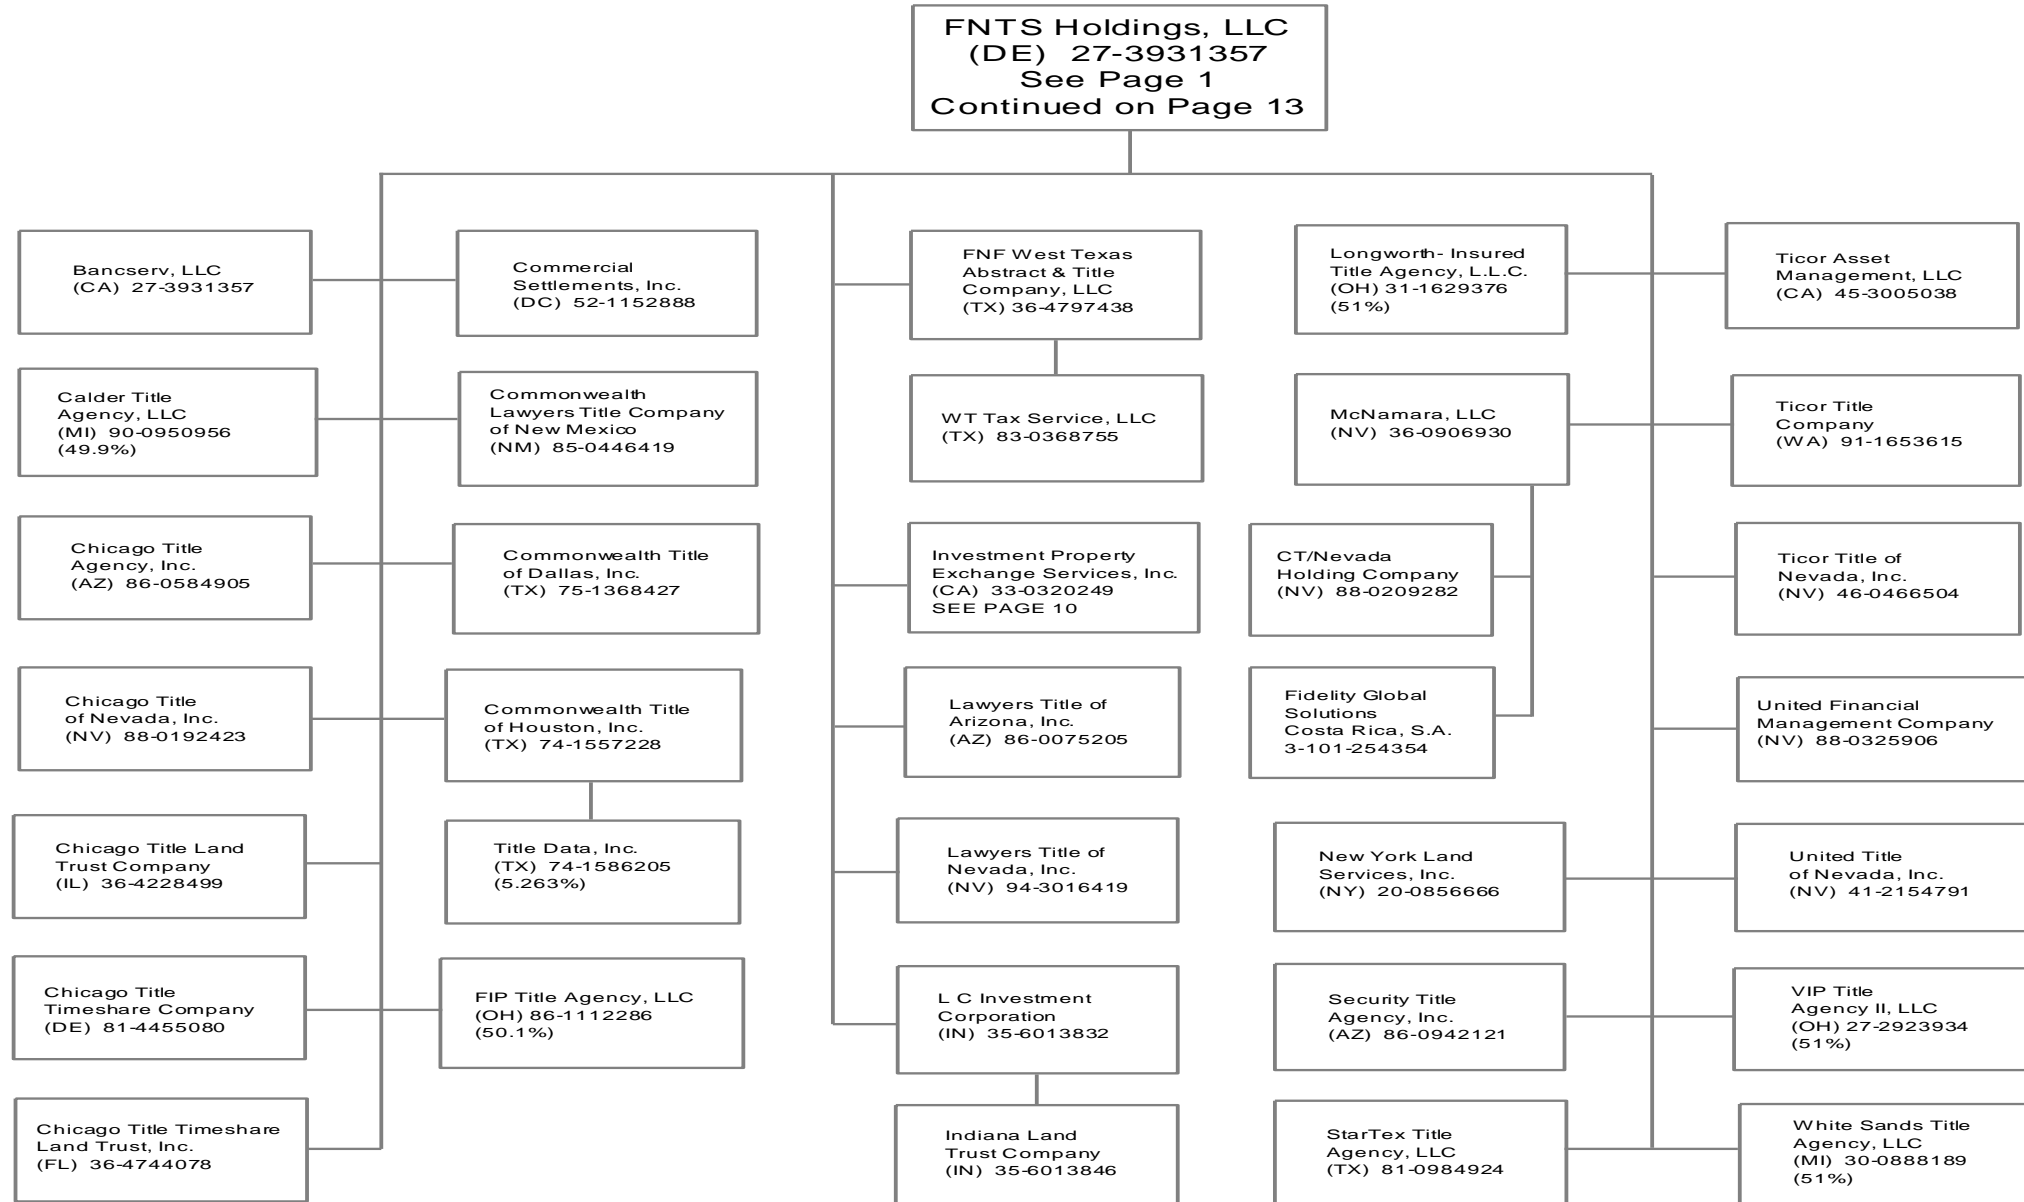 FNTS Holdings, LLC
(DE) 27-3931357
See Page 1
Continued on Page 13
Bancserv, LLC
(CA) 27-3931357
Calder Title
Agency, LLC
(MI) 90-0950956
(49.9%)
Chicago Title
Agency, Inc.
(AZ) 86-0584905
Chicago Title
of Nevada, Inc.
(NV) 88-0192423
Chicago Title Land
Trust Company
(IL) 36-4228499
Chicago Title
Timeshare Company
(DE) 81-4455080
Chicago Title Timeshare
Land Trust, Inc.
(FL) 36-4744078
Commercial
Settlements, Inc.
(DC) 52-1152888
Commonwealth
Lawyers Title Company
of New Mexico
(NM) 85-0446419
Commonwealth Title
of Dallas, Inc.
(TX) 75-1368427
Commonwealth Title
of Houston, Inc.
(TX) 74-1557228
Title Data, Inc.
(TX) 74-1586205
(5.263%)
FIP Title Agency, LLC
(OH) 86-1112286
(50.1%)
FNF West Texas
Abstract & Title
Company, LLC
(TX) 36-4797438
WT Tax Service, LLC
(TX) 83-0368755
Investment Property
Exchange Services, Inc.
(CA) 33-0320249
SEE PAGE 10
Lawyers Title of
Arizona, Inc.
(AZ) 86-0075205
Lawyers Title of
Nevada, Inc.
(NV) 94-3016419
L C Investment
Corporation
(IN) 35-6013832
Indiana Land
Trust Company
(IN) 35-6013846
Longworth- Insured
Title Agency, L.L.C.
(OH) 31-1629376
(51%)
McNamara, LLC
(NV) 36-0906930
CT/Nevada
Holding Company
(NV) 88-0209282
Fidelity Global
Solutions
Costa Rica, S.A.
3-101-254354
New York Land
Services, Inc.
(NY) 20-0856666
Security Title
Agency, Inc.
(AZ) 86-0942121
StarTex Title
Agency, LLC
(TX) 81-0984924
Ticor Asset
Management, LLC
(CA) 45-3005038
Ticor Title
Company
(WA) 91-1653615
Ticor Title of
Nevada, Inc.
(NV) 46-0466504
United Financial
Management Company
(NV) 88-0325906
United Title
of Nevada, Inc.
(NV) 41-2154791
VIP Title
Agency II, LLC
(OH) 27-2923934
(51%)
White Sands Title
Agency, LLC
(MI) 30-0888189
(51%)